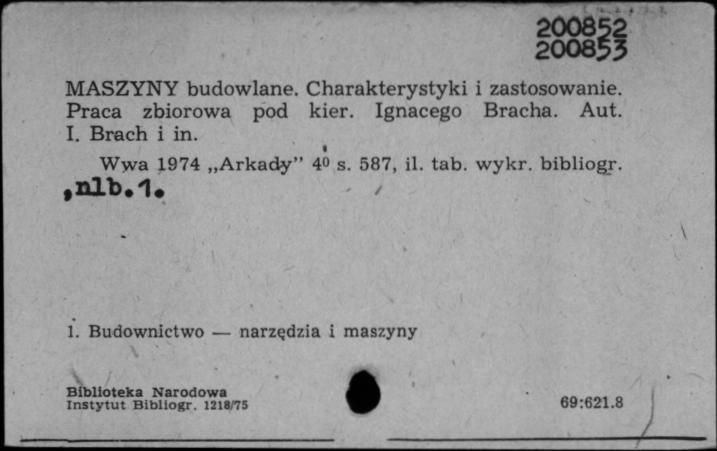 200852
200853
MASZYNY budowlane. Charakterystyki i zastosowanie.
Praca zbiorowa pod kier. Ignacego Bracha. Aut.
I. Brach i in.
Wwa 1974 „Arkady” 4⁰ s. 587, il. tab. wykr. bibliogr.
,nlb.1.
1. Budownictwo — narzędzia i maszyny
Biblioteka Narodowa
Instytut Bibliogr. 1218/75
69:621.8